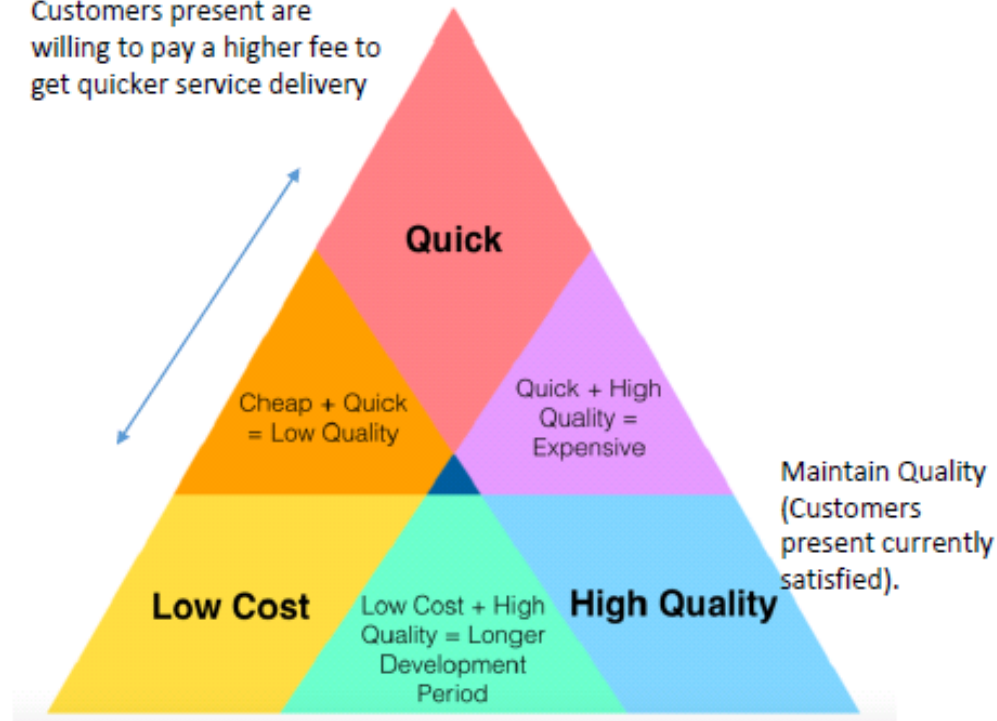 Customers present are
willing to pay a higher fee to
get quicker service delivery
Quick
Cheap + Quick
= Low Quality
Quick + High
Quality =
Expensive
Maintain Quality
(Customers
present currently
satisfied).
Low Cost
Low Cost + High
Quality = Longer
Development
Period
High Quality